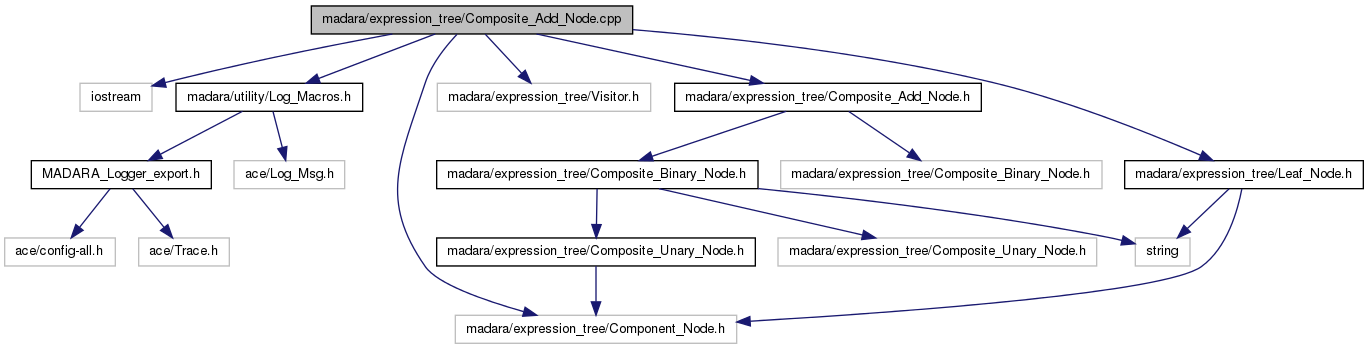 madara/expression_tree/Composite_Add_Node.cpp
iostream
madara/utility/Log_Macros.h
madara/expression_tree/Visitor.h
madara/expression_tree/Composite_Add_Node.h
MADARA_Logger_export.h
ace/Log_Msg.h
madara/expression_tree/Composite_Binary_Node.h
madara/expression_tree/Composite_Binary_Node.h
madara/expression_tree/Leaf_Node.h
ace/config-all.h
ace/Trace.h
madara/expression_tree/Composite_Unary_Node.h
madara/expression_tree/Composite_Unary_Node.h
string
madara/expression_tree/Component_Node.h